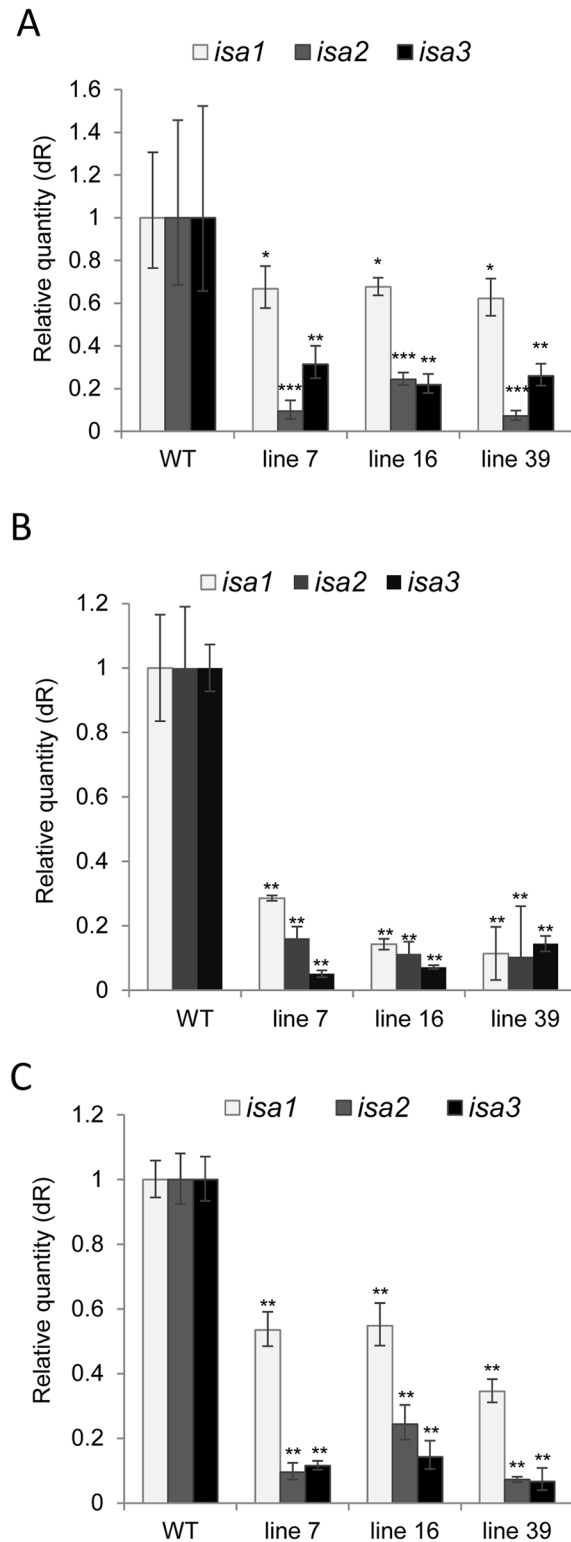 A
isa1 isa2 isa3
Relative quantity (dR)
1.6
1.4
1.2
1
0.8
0.6
0.4
0.2
0
* *** **
* *** **
* *** **
WT line 7 line 16 line 39
B
isa1 isa2 isa3
Relative quantity (dR)
1.2
1
0.8
0.6
0.4
0.2
0
** ** **
** ** **
** ** **
WT line 7 line 16 line 39
C
isa1 isa2 isa3
Relative quantity (dR)
1.2
1
0.8
0.6
0.4
0.2
0
** ** **
** ** **
** ** **
WT line 7 line 16 line 39